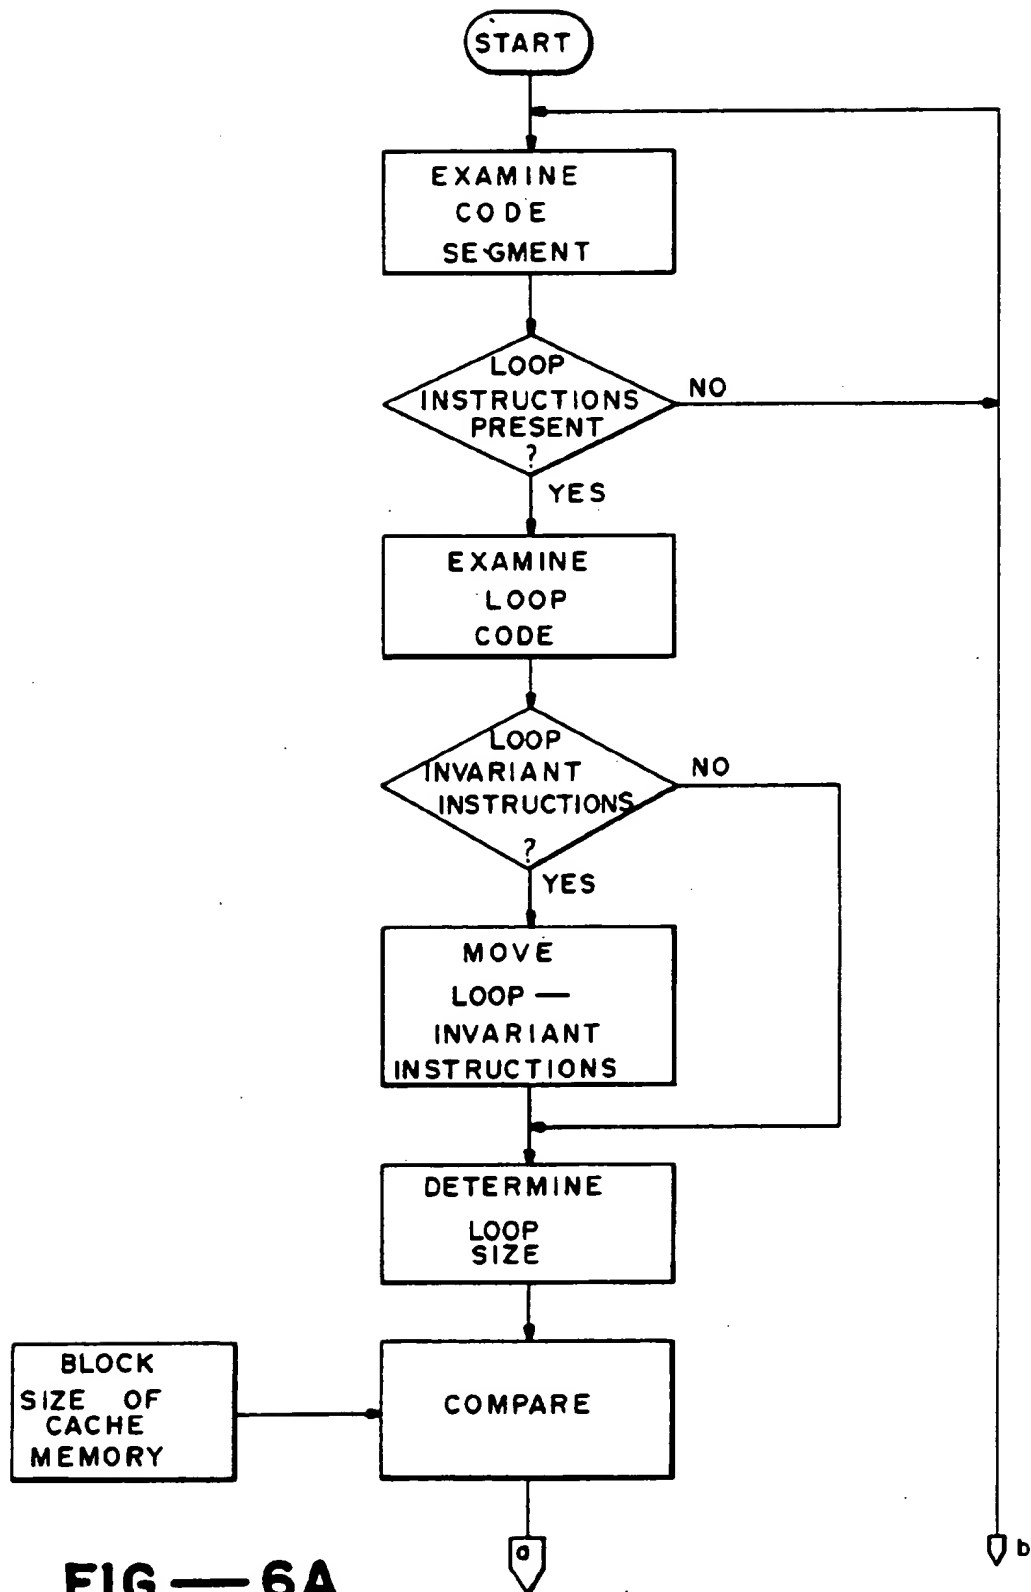 START
EXAMINE
CODE
SEGMENT
LOOP
INSTRUCTIONS
PRESENT
?
NO
YES
EXAMINE
LOOP
CODE
LOOP
INVARIANT
INSTRUCTIONS
?
NO
YES
MOVE
LOOP —
INVARIANT
INSTRUCTIONS
DETERMINE
LOOP
SIZE
BLOCK
SIZE OF
CACHE
MEMORY
COMPARE
a
b
FIG — 6A